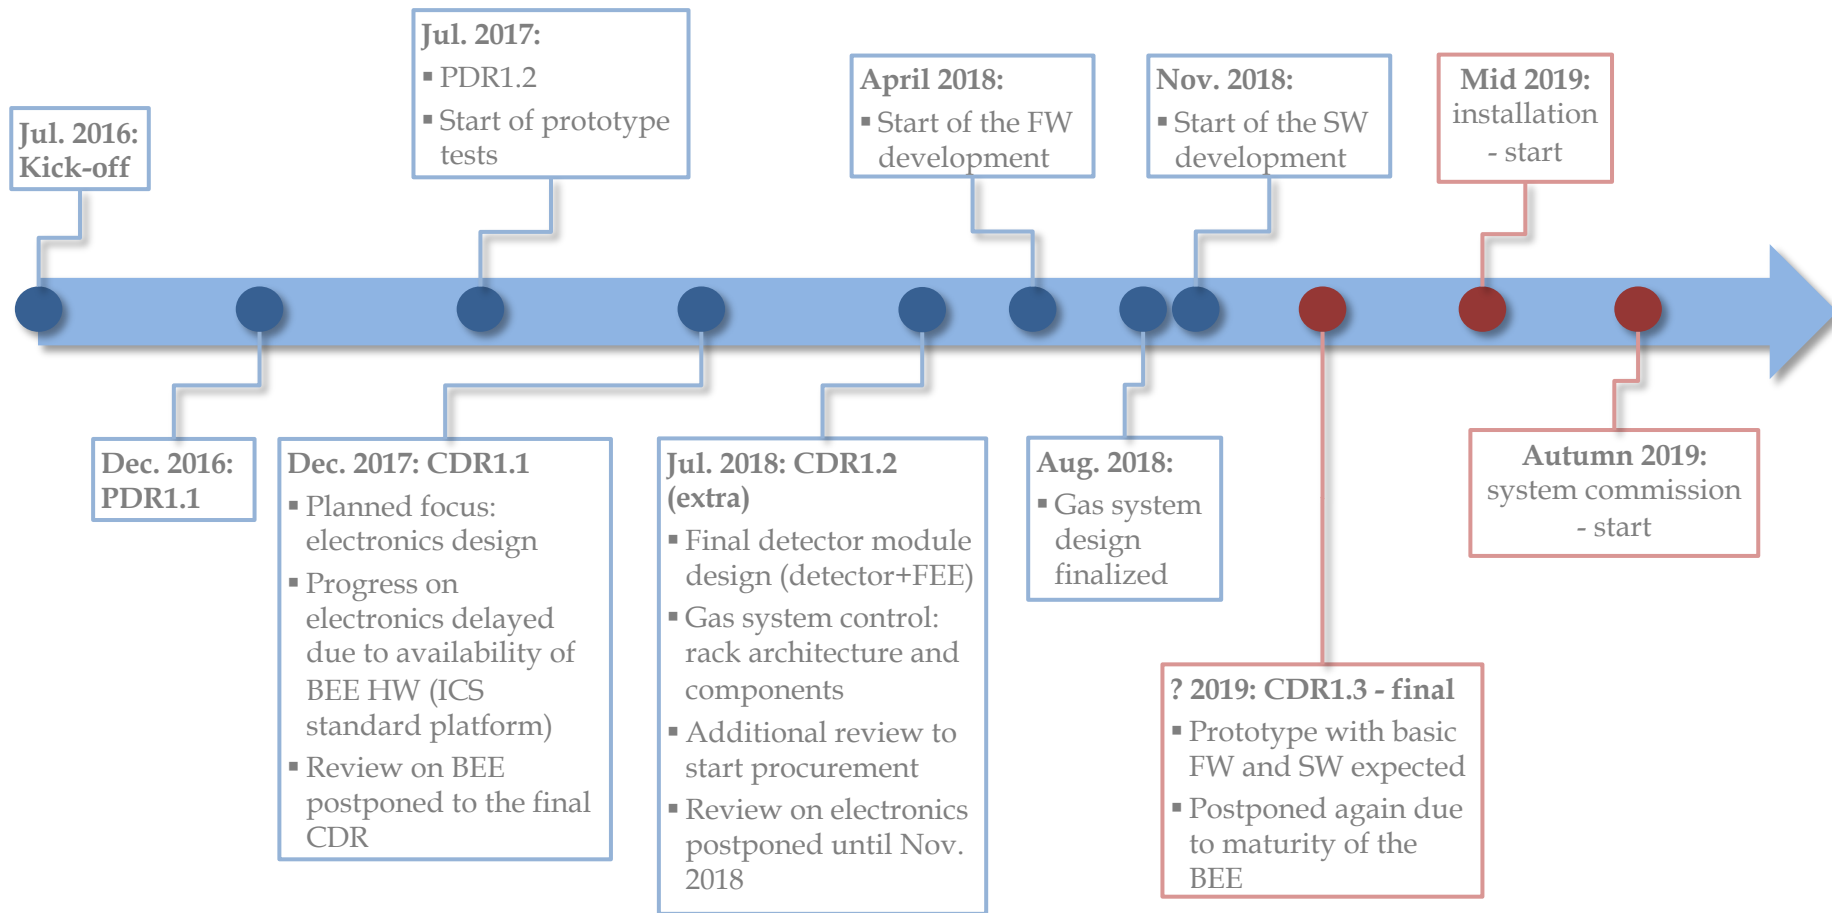 Jul. 2016:
Kick-off
Jul. 2017:
▪ PDR1.2
▪ Start of prototype
tests
April 2018:
▪ Start of the FW
development
Nov. 2018:
▪ Start of the SW
development
Mid 2019:
installation
- start
Dec. 2016:
PDR1.1
Dec. 2017: CDR1.1
▪ Planned focus:
electronics design
▪ Progress on
electronics delayed
due to availability of
BEE HW (ICS
standard platform)
▪ Review on BEE
postponed to the final
CDR
Jul. 2018: CDR1.2
(extra)
▪ Final detector module
design (detector+FEE)
▪ Gas system control:
rack architecture and
components
▪ Additional review to
start procurement
▪ Review on electronics
postponed until Nov.
2018
Aug. 2018:
▪ Gas system
design
finalized
? 2019: CDR1.3 - final
▪ Prototype with basic
FW and SW expected
▪ Postponed again due
to maturity of the
BEE
Autumn 2019:
system commission
- start